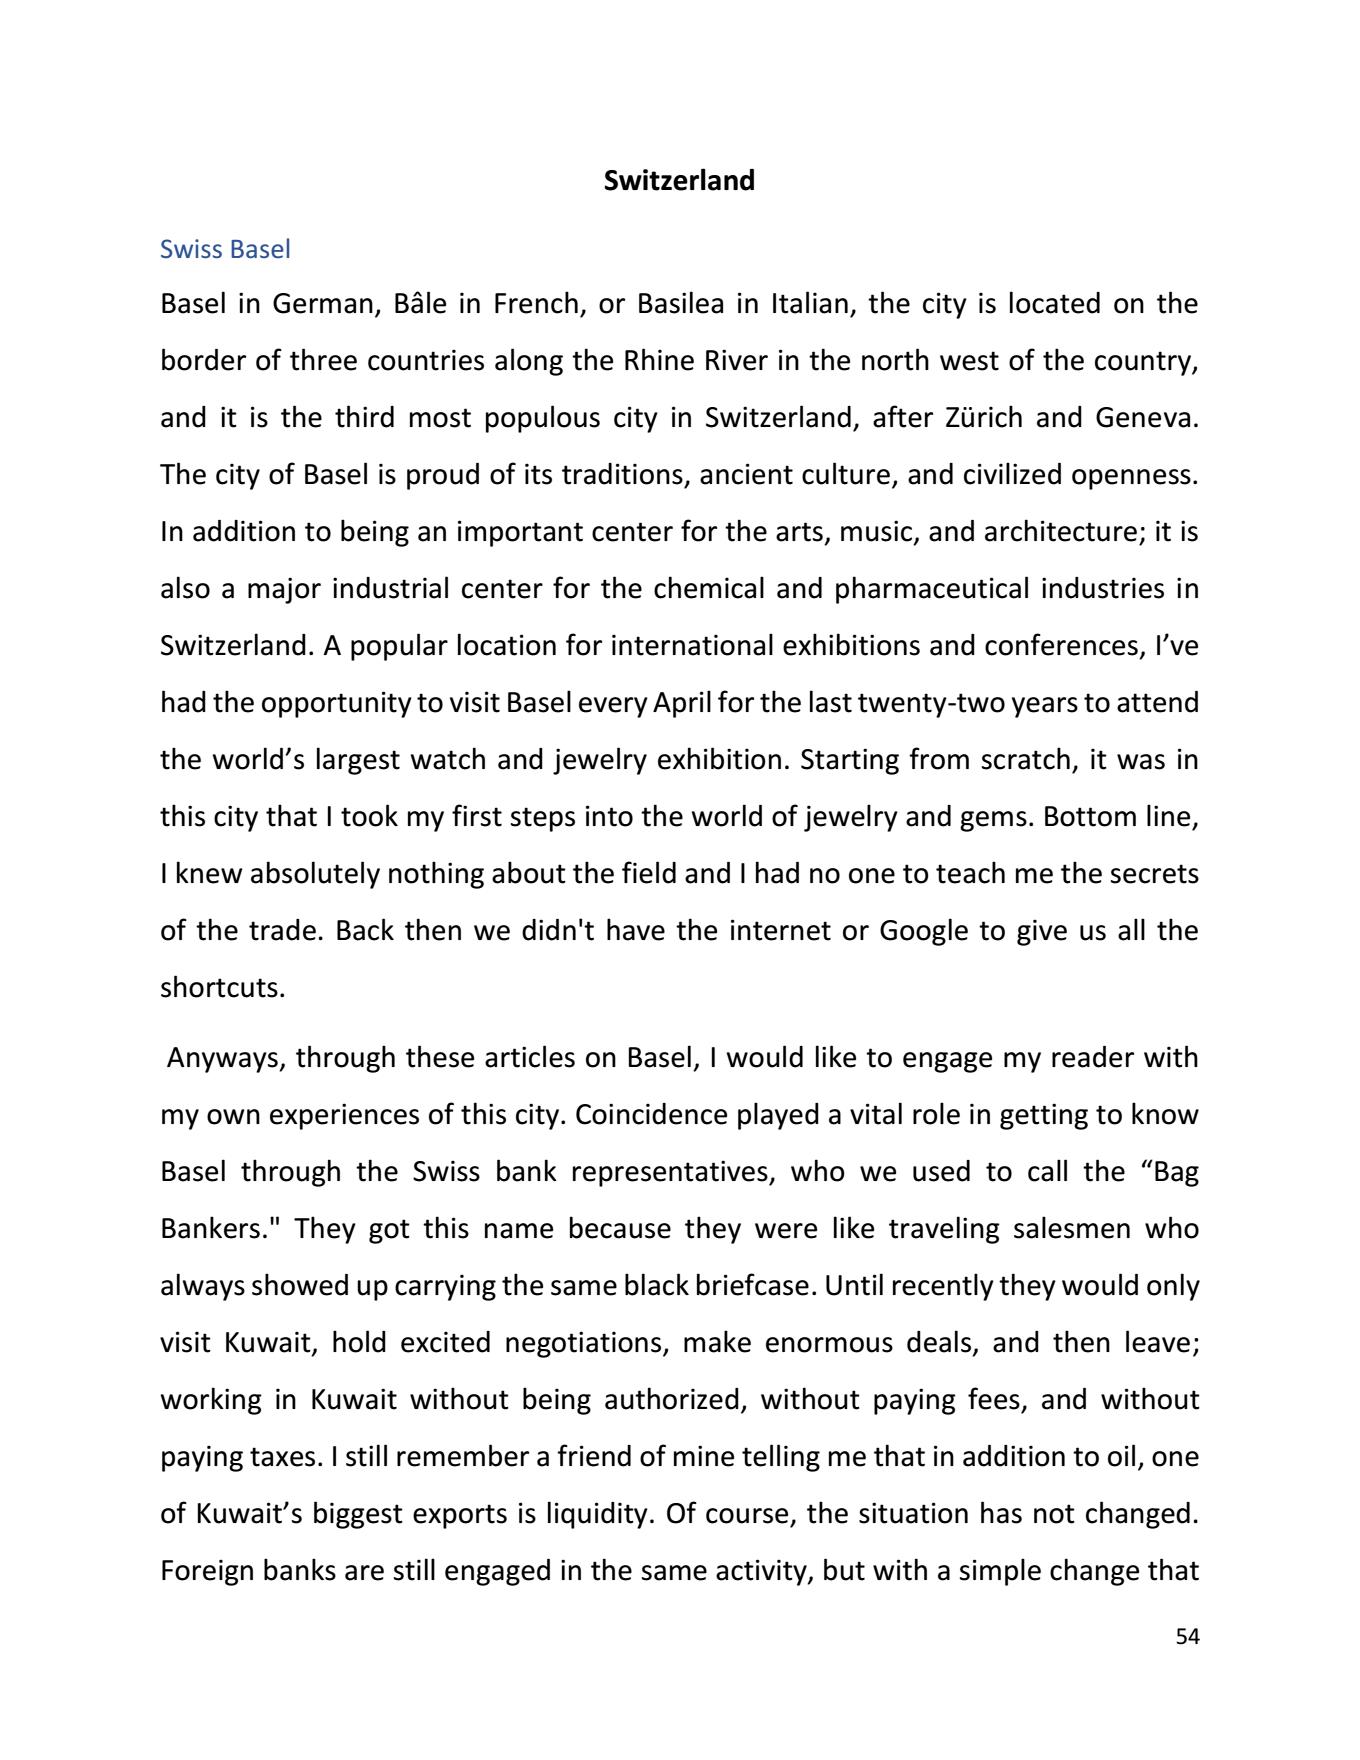 Switzerland
Swiss Basel
Basel in German, Bâle in French, or Basilea in Italian, the city is located on the
border of three countries along the Rhine River in the north west of the country,
and it is the third most populous city in Switzerland, after Zürich and Geneva.
The city of Basel is proud of its traditions, ancient culture, and civilized openness.
In addition to being an important center for the arts, music, and architecture; it is
also a major industrial center for the chemical and pharmaceutical industries in
Switzerland. A popular location for international exhibitions and conferences, I’ve
had the opportunity to visit Basel every April for the last twenty-two years to attend
the world’s largest watch and jewelry exhibition. Starting from scratch, it was in
this city that I took my first steps into the world of jewelry and gems. Bottom line,
I knew absolutely nothing about the field and I had no one to teach me the secrets
of the trade. Back then we didn't have the internet or Google to give us all the
shortcuts.
Anyways, through these articles on Basel, I would like to engage my reader with
my own experiences of this city. Coincidence played a vital role in getting to know
Basel through the Swiss bank representatives, who we used to call the “Bag
Bankers." They got this name because they were like traveling salesmen who
always showed up carrying the same black briefcase. Until recently they would only
visit Kuwait, hold excited negotiations, make enormous deals, and then leave;
working in Kuwait without being authorized, without paying fees, and without
paying taxes. I still remember a friend of mine telling me that in addition to oil, one
of Kuwait’s biggest exports is liquidity. Of course, the situation has not changed.
Foreign banks are still engaged in the same activity, but with a simple change that
54